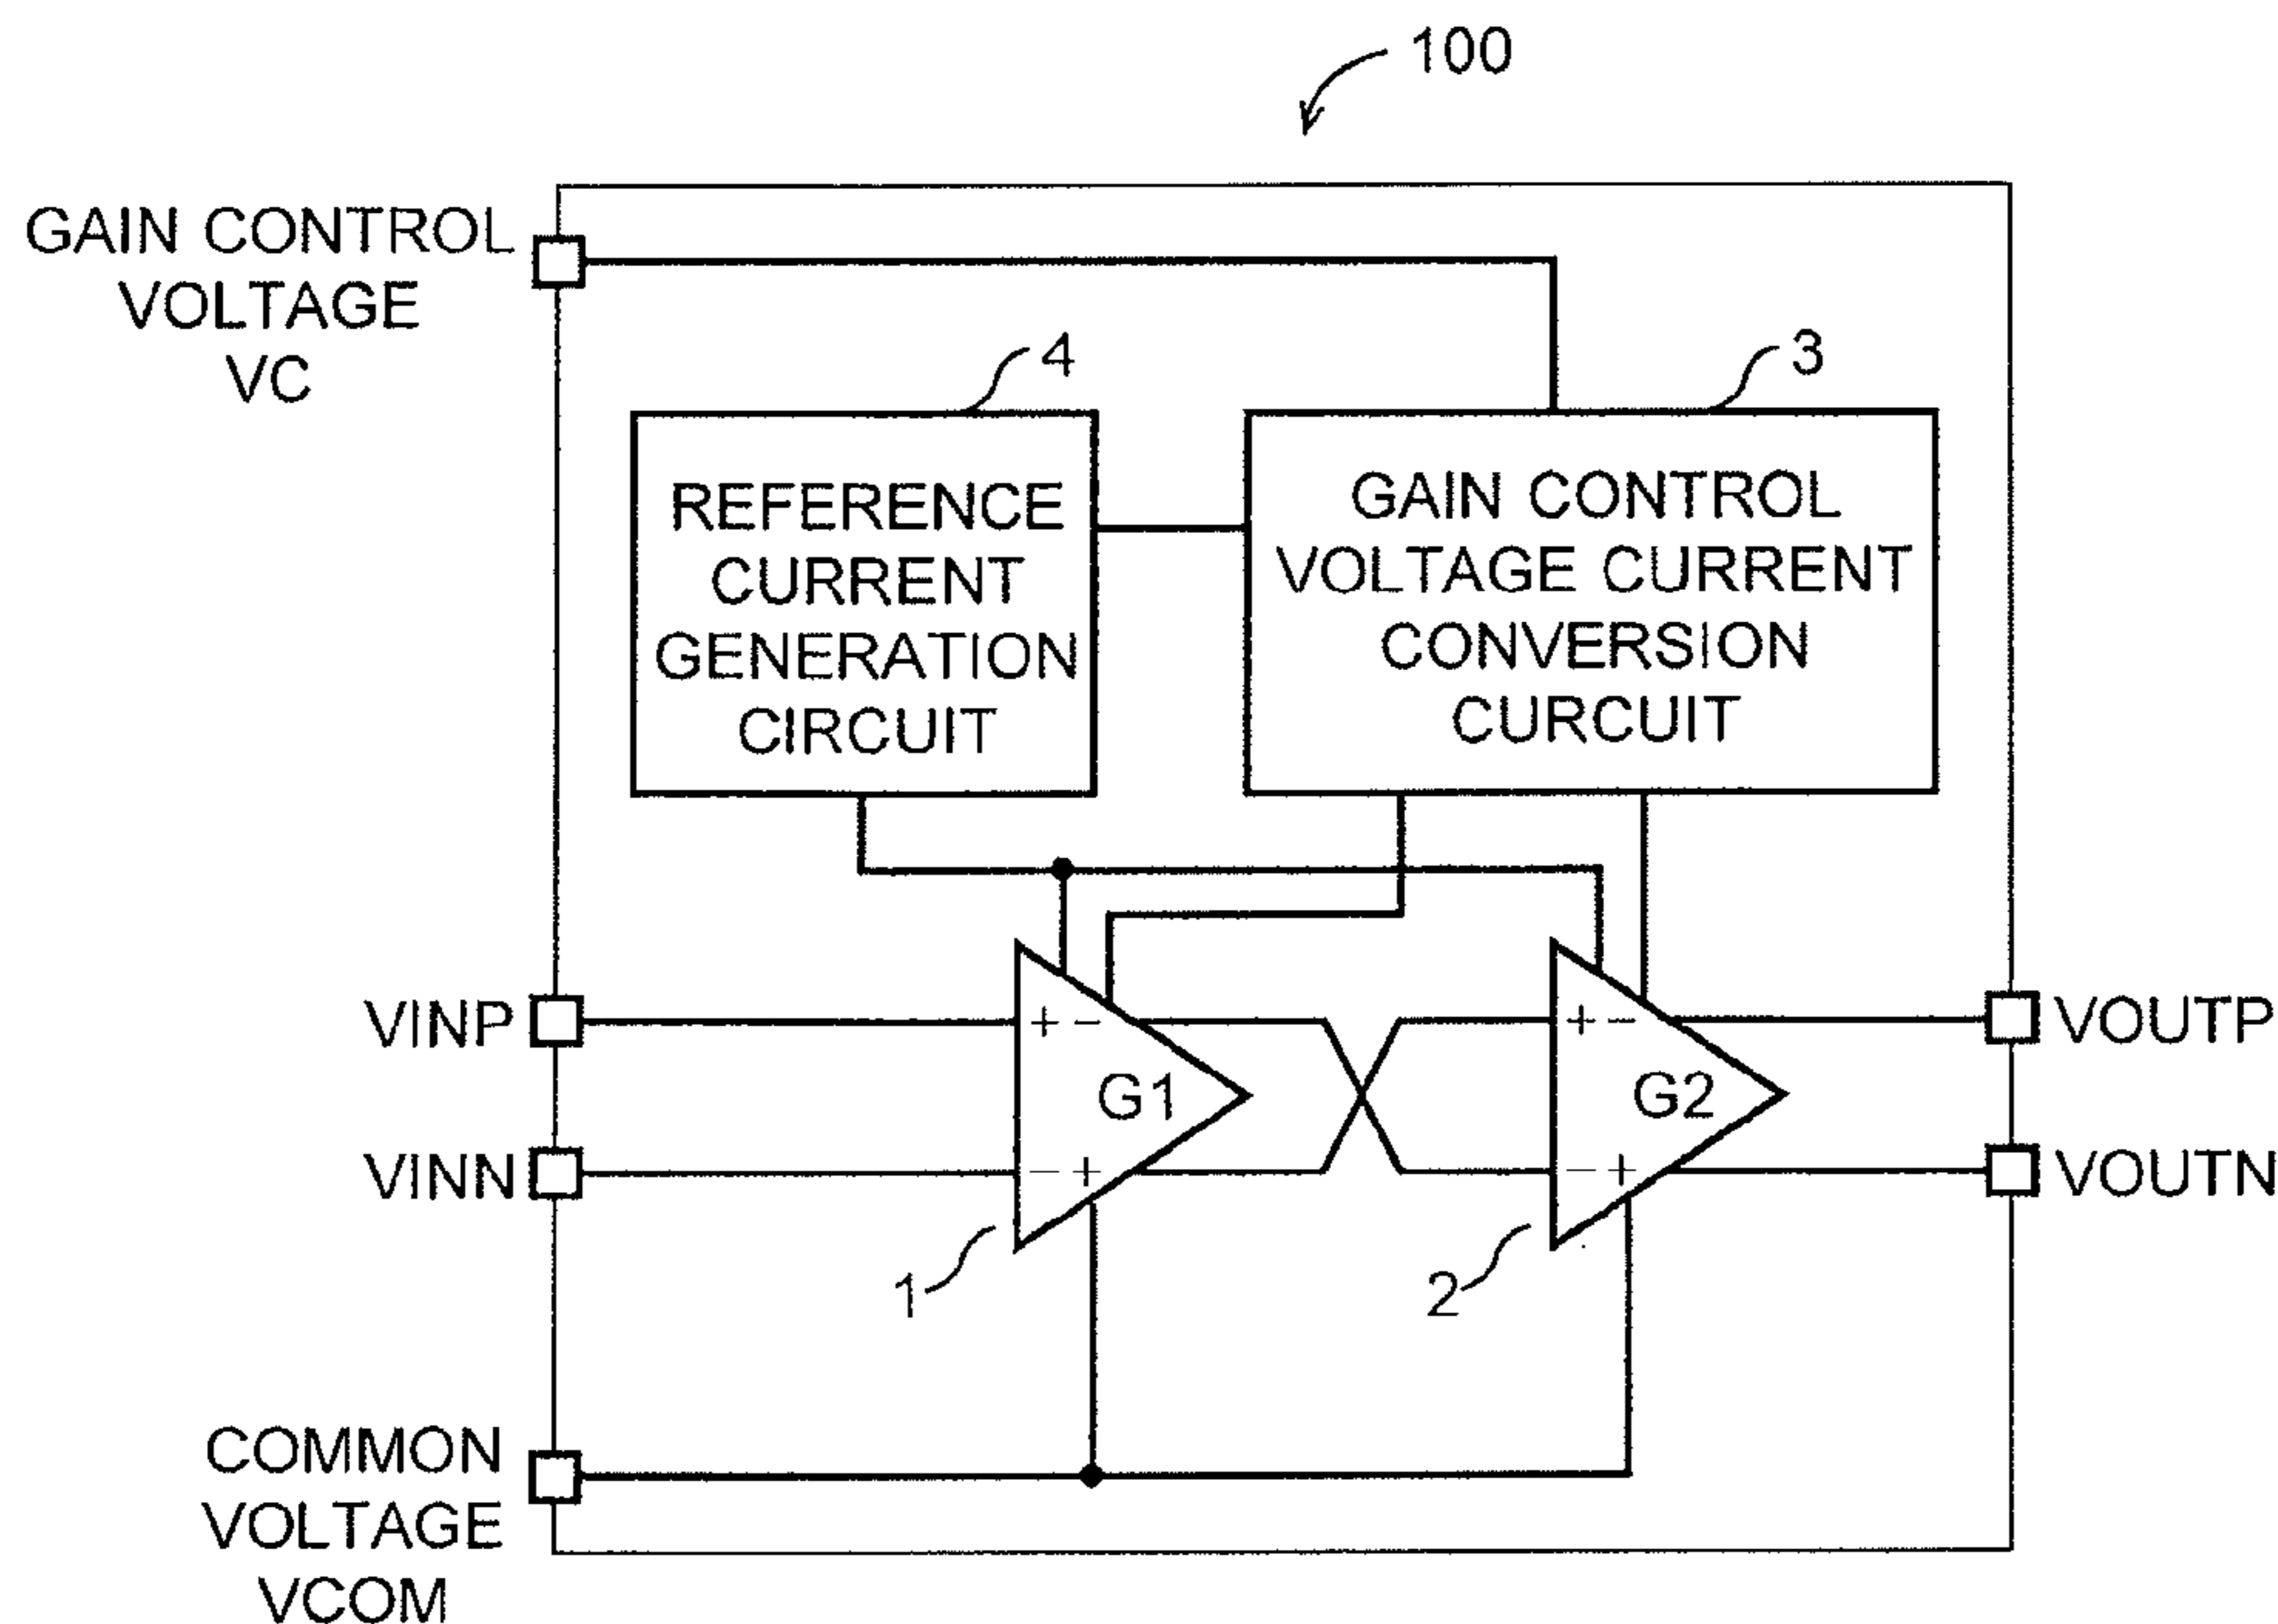 100
GAIN CONTROL
VOLTAGE
VC
4
3
REFERENCE
CURRENT
GENERATION
CIRCUIT
GAIN CONTROL
VOLTAGE CURRENT
CONVERSION
CURCUIT
VINP
+ -
G1
- +
+ -
G2
- +
VOUTP
VINN
VOUTN
1
2
COMMON
VOLTAGE
VCOM